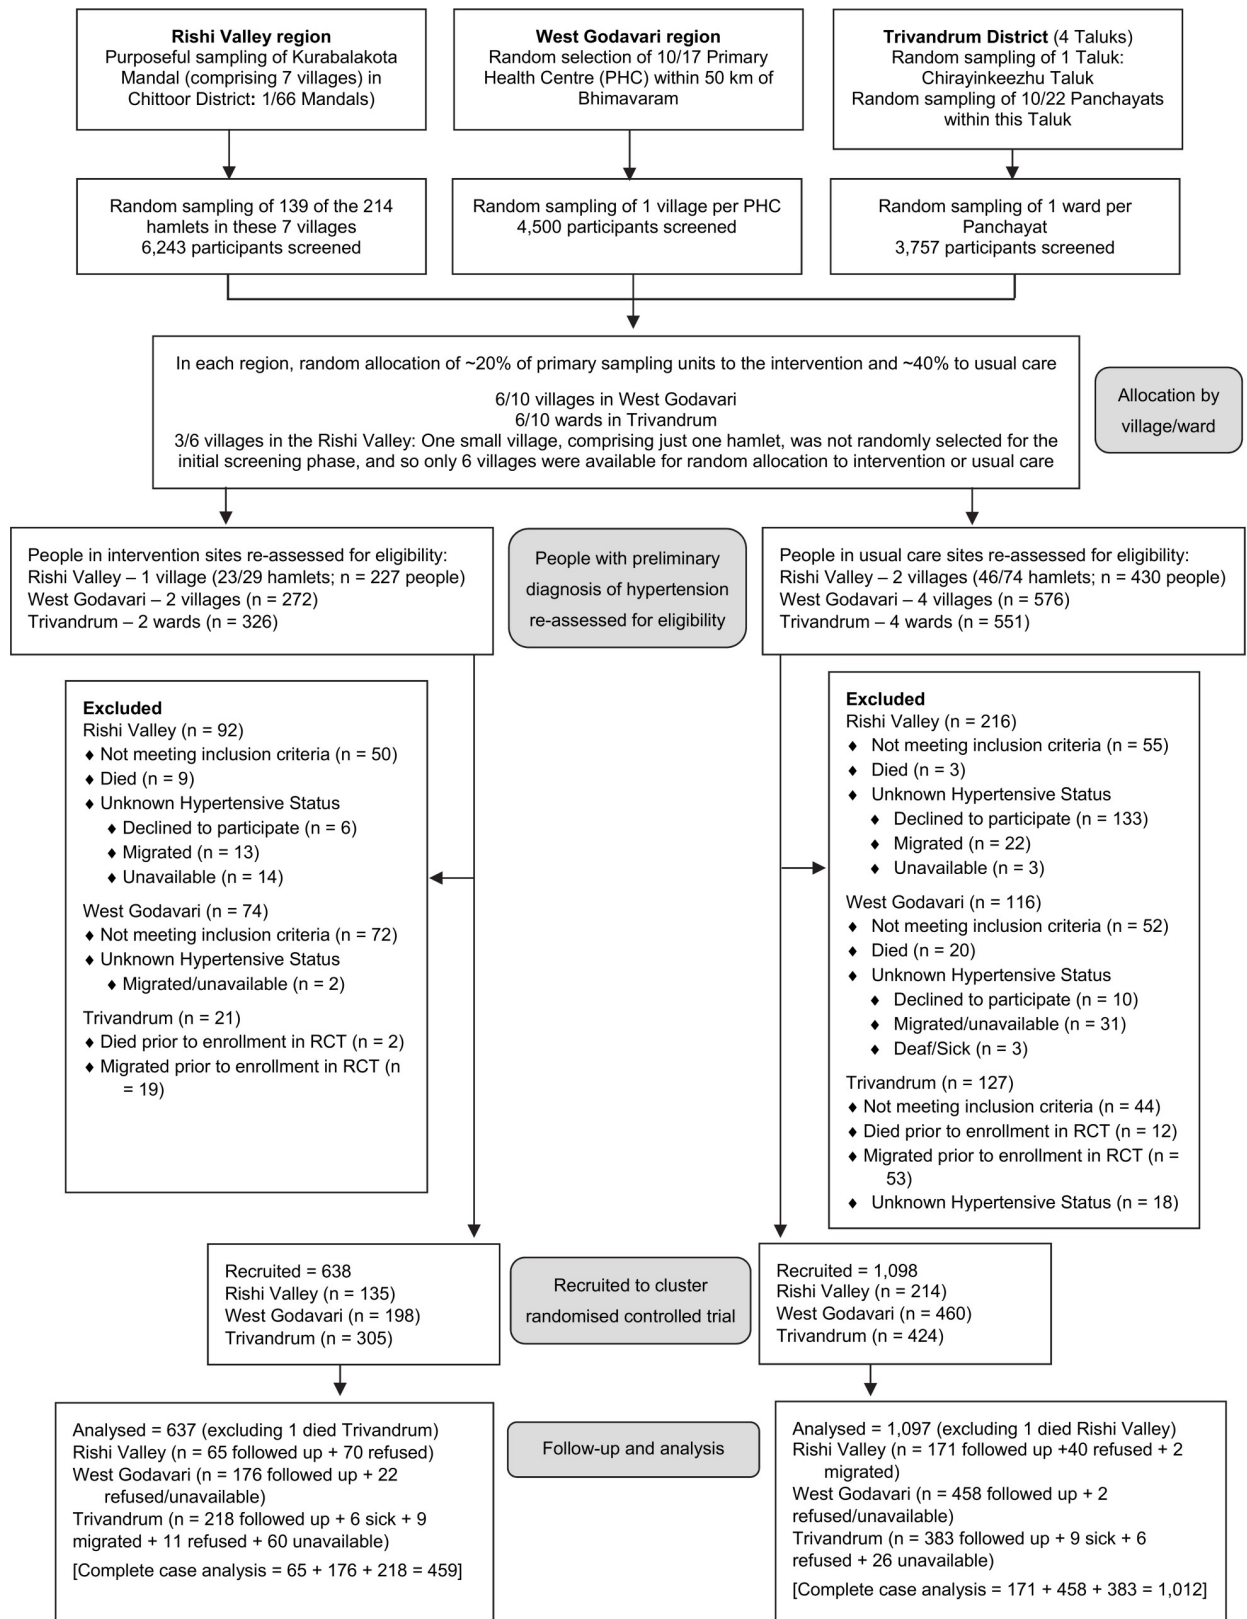 Rishi Valley region
Purposeful sampling of Kurabalakota
Mandal (comprising 7 villages) in
Chittoor District: 1/66 Mandals)
West Godavari region
Random selection of 10/17 Primary
Health Centre (PHC) within 50 km of
Bhimavaram
Trivandrum District (4 Taluks)
Random sampling of 1 Taluk:
Chirayinkeezhu Taluk
Random sampling of 10/22 Panchayats
within this Taluk
Random sampling of 139 of the 214
hamlets in these 7 villages
6,243 participants screened
Random sampling of 1 village per PHC
4,500 participants screened
Random sampling of 1 ward per
Panchayat
3,757 participants screened
In each region, random allocation of ~20% of primary sampling units to the intervention and ~40% to usual care
6/10 villages in West Godavari
6/10 wards in Trivandrum
3/6 villages in the Rishi Valley: One small village, comprising just one hamlet, was not randomly selected for the
initial screening phase, and so only 6 villages were available for random allocation to intervention or usual care
Allocation by
village/ward
People in intervention sites re-assessed for eligibility:
Rishi Valley – 1 village (23/29 hamlets; n = 227 people)
West Godavari – 2 villages (n = 272)
Trivandrum – 2 wards (n = 326)
People with preliminary
diagnosis of hypertension
re-assessed for eligibility
People in usual care sites re-assessed for eligibility:
Rishi Valley – 2 villages (46/74 hamlets; n = 430 people)
West Godavari – 4 villages (n = 576)
Trivandrum – 4 wards (n = 551)
Excluded
Rishi Valley (n = 92)
♦ Not meeting inclusion criteria (n = 50)
♦ Died (n = 9)
♦ Unknown Hypertensive Status
♦ Declined to participate (n = 6)
♦ Migrated (n = 13)
♦ Unavailable (n = 14)
West Godavari (n = 74)
♦ Not meeting inclusion criteria (n = 72)
♦ Unknown Hypertensive Status
♦ Migrated/unavailable (n = 2)
Trivandrum (n = 21)
♦ Died prior to enrollment in RCT (n = 2)
♦ Migrated prior to enrollment in RCT (n
= 19)
Excluded
Rishi Valley (n = 216)
♦ Not meeting inclusion criteria (n = 55)
♦ Died (n = 3)
♦ Unknown Hypertensive Status
♦ Declined to participate (n = 133)
♦ Migrated (n = 22)
♦ Unavailable (n = 3)
West Godavari (n = 116)
♦ Not meeting inclusion criteria (n = 52)
♦ Died (n = 20)
♦ Unknown Hypertensive Status
♦ Declined to participate (n = 10)
♦ Migrated/unavailable (n = 31)
♦ Deaf/Sick (n = 3)
Trivandrum (n = 127)
♦ Not meeting inclusion criteria (n = 44)
♦ Died prior to enrollment in RCT (n = 12)
♦ Migrated prior to enrollment in RCT (n =
53)
♦ Unknown Hypertensive Status (n = 18)
Recruited = 638
Rishi Valley (n = 135)
West Godavari (n = 198)
Trivandrum (n = 305)
Recruited to cluster
randomised controlled trial
Recruited = 1,098
Rishi Valley (n = 214)
West Godavari (n = 460)
Trivandrum (n = 424)
Analysed = 637 (excluding 1 died Trivandrum)
Rishi Valley (n = 65 followed up + 70 refused)
West Godavari (n = 176 followed up + 22
refused/unavailable)
Trivandrum (n = 218 followed up + 6 sick + 9
migrated + 11 refused + 60 unavailable)
[Complete case analysis = 65 + 176 + 218 = 459]
Follow-up and analysis
Analysed = 1,097 (excluding 1 died Rishi Valley)
Rishi Valley (n = 171 followed up +40 refused + 2
migrated)
West Godavari (n = 458 followed up + 2
refused/unavailable)
Trivandrum (n = 383 followed up + 9 sick + 6
refused + 26 unavailable)
[Complete case analysis = 171 + 458 + 383 = 1,012]